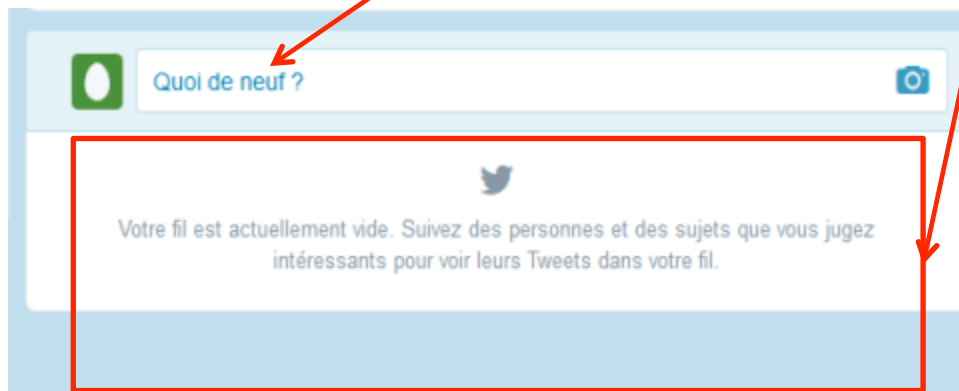 Quoi de neuf ?
Votre fil est actuellement vide. Suivez des personnes et des sujets que vous jugez
intéressants pour voir leurs Tweets dans votre fil.